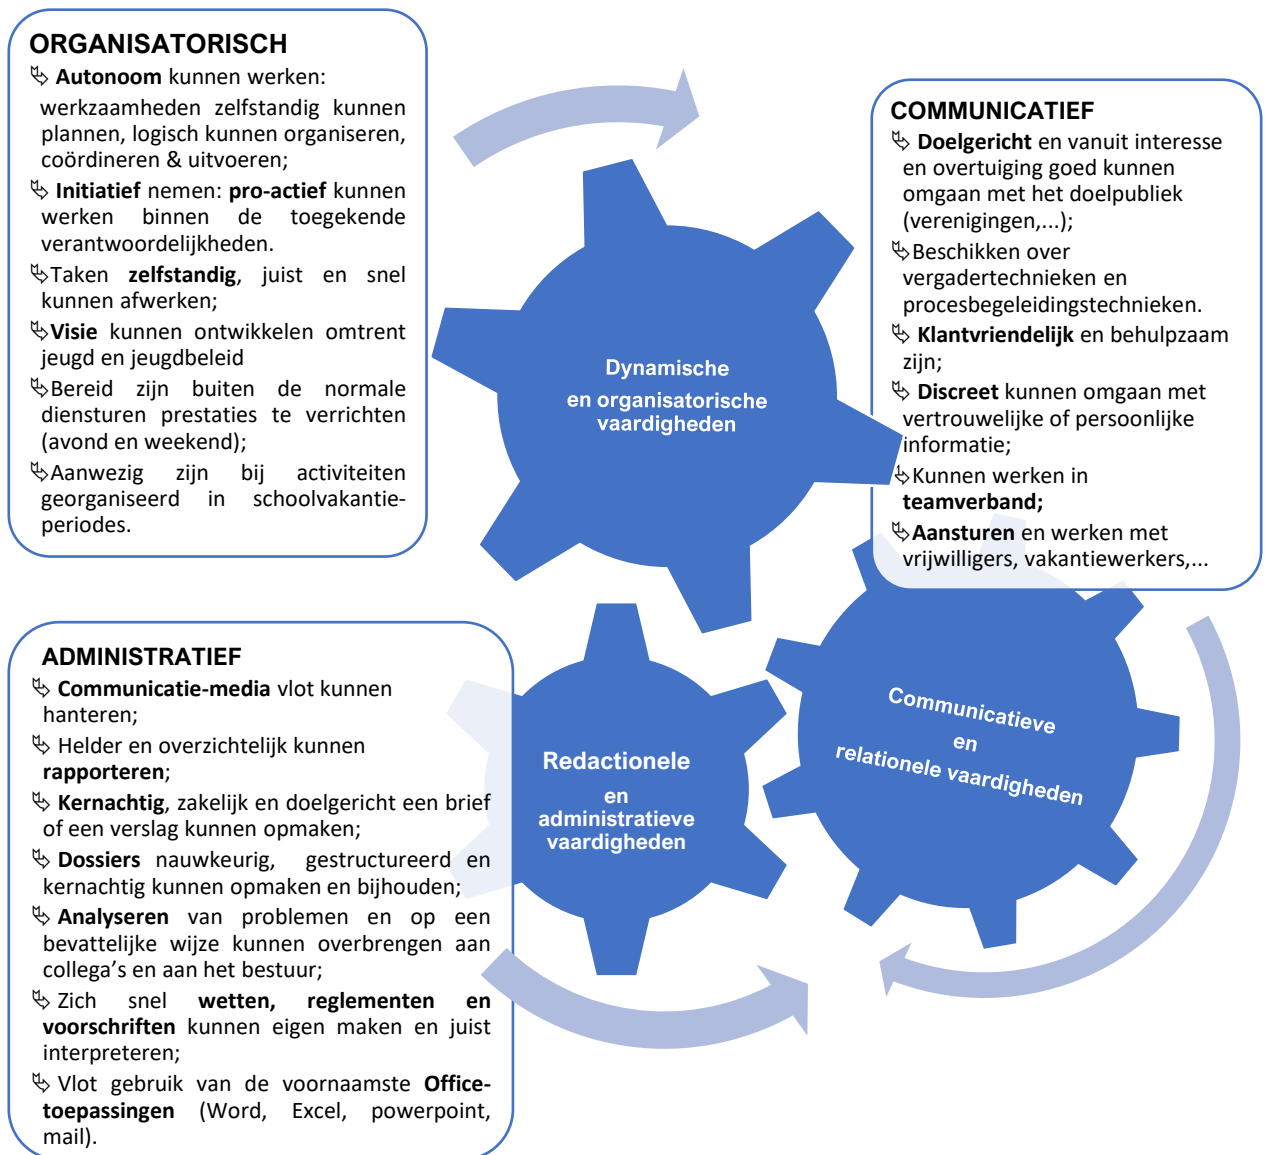 ORGANISATORISCH
Autonoom kunnen werken:
werkzaamheden zelfstandig kunnen
plannen, logisch kunnen organiseren,
coördineren & uitvoeren;
Initiatief nemen: pro-actief kunnen
werken binnen de toegekende
verantwoordelijkheden.
Taken zelfstandig, juist en snel
kunnen afwerken;
Visie kunnen ontwikkelen omtrent
jeugd en jeugdbeleid
Bereid zijn buiten de normale
diensturen prestaties te verrichten
(avond en weekend);
Aanwezig zijn bij activiteiten
georganiseerd in schoolvakantie-
periodes.
COMMUNICATIEF
Doelgericht en vanuit interesse
en overtuiging goed kunnen
omgaan met het doelpubliek
(verenigingen,...);
Beschikken over
vergadertechnieken en
procesbegeleidingstechnieken.
Klantvriendelijk en behulpzaam
zijn;
Discreet kunnen omgaan met
vertrouwelijke of persoonlijke
informatie;
Kunnen werken in
teamverband;
Aansturen en werken met
vrijwilligers, vakantiewerkers,...
Dynamische
en organisatorische
vaardigheden
ADMINISTRATIEF
Communicatie-media vlot kunnen
hanteren;
Helder en overzichtelijk kunnen
rapporteren;
Kernachtig, zakelijk en doelgericht een brief
of een verslag kunnen opmaken;
Dossiers nauwkeurig, gestructureerd en
kernachtig kunnen opmaken en bijhouden;
Analyseren van problemen en op een
bevattelijke wijze kunnen overbrengen aan
collega's en aan het bestuur;
Zich snel wetten, reglementen en
voorschriften kunnen eigen maken en juist
interpreteren;
Vlot gebruik van de voornaamste Office-
toepassingen (Word, Excel, powerpoint,
mail).
Redactionele
en
administratieve
vaardigheden
Communicatieve
en
relationele vaardigheden